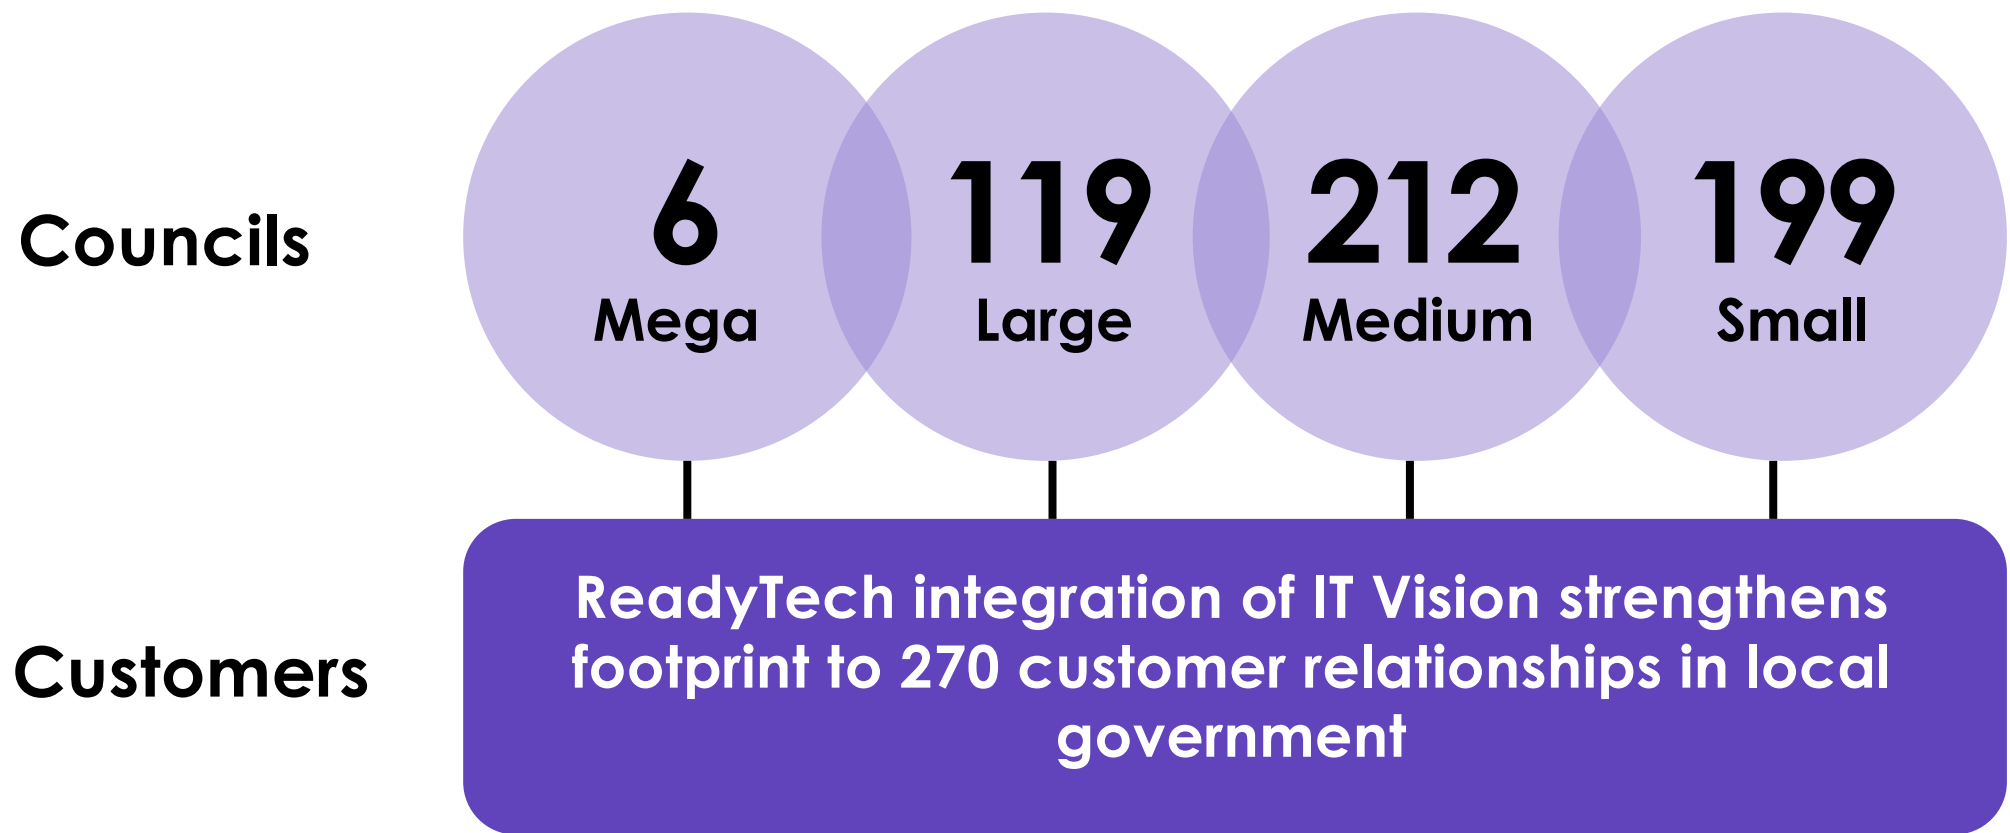 Councils
6
Mega
119
Large
212
Medium
199
Small
Customers
ReadyTech integration of IT Vision strengthens
footprint to 270 customer relationships in local
government